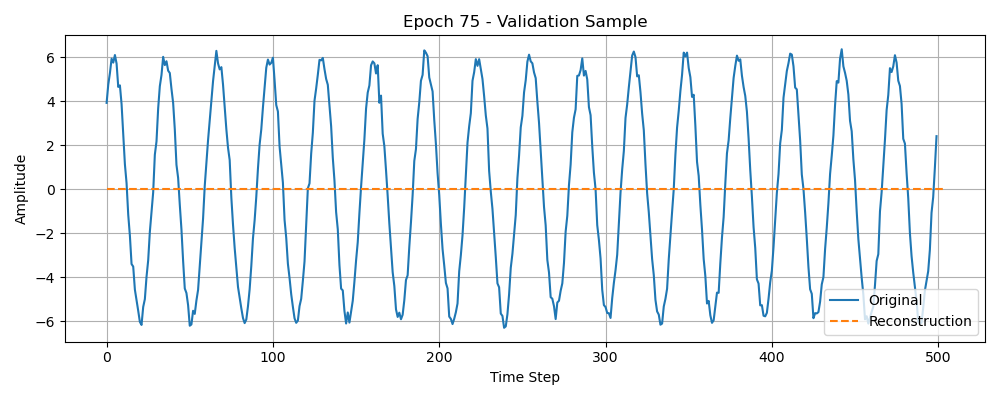 Epoch 75 - Validation Sample
Amplitude
6
4
2
0
−2
−4
−6
0
100
200
300
400
500
Time Step
Original
Reconstruction